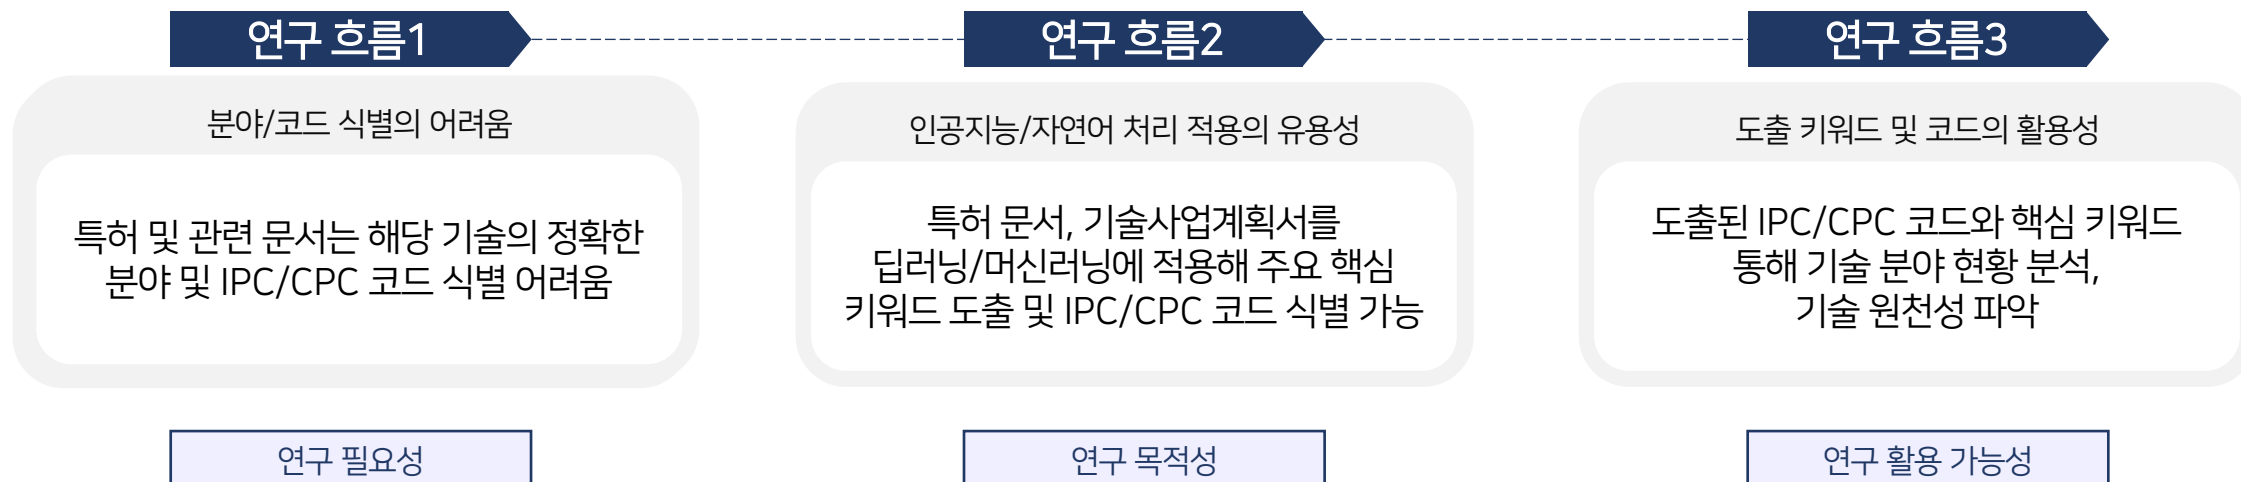 연구 흐름1
연구 흐름2
연구 흐름3
분야/코드 식별의 어려움
특허 및 관련 문서는 해당 기술의 정확한
분야 및 IPC/CPC 코드 식별 어려움
연구 필요성
인공지능/자연어 처리 적용의 유용성
특허 문서, 기술사업계획서를
딥러닝/머신러닝에 적용해 주요 핵심
키워드 도출 및 IPC/CPC 코드 식별 가능
연구 목적성
도출 키워드 및 코드의 활용성
도출된 IPC/CPC 코드와 핵심 키워드
통해 기술 분야 현황 분석,
기술 원천성 파악
연구 활용 가능성